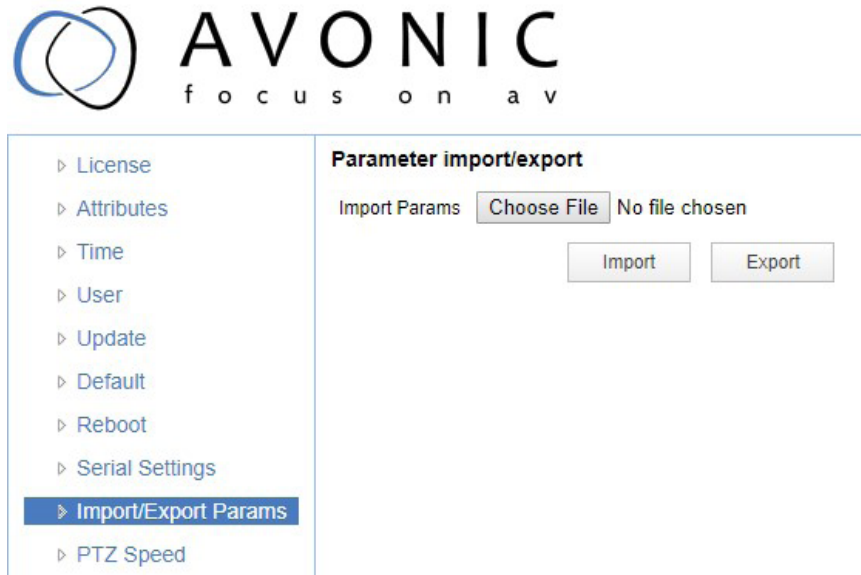 AVONIC
focus on av
License
Attributes
Time
User
Update
Default
Reboot
Serial Settings
Import/Export Params
PTZ Speed
Parameter import/export
Import Params Choose File No file chosen
Import Export